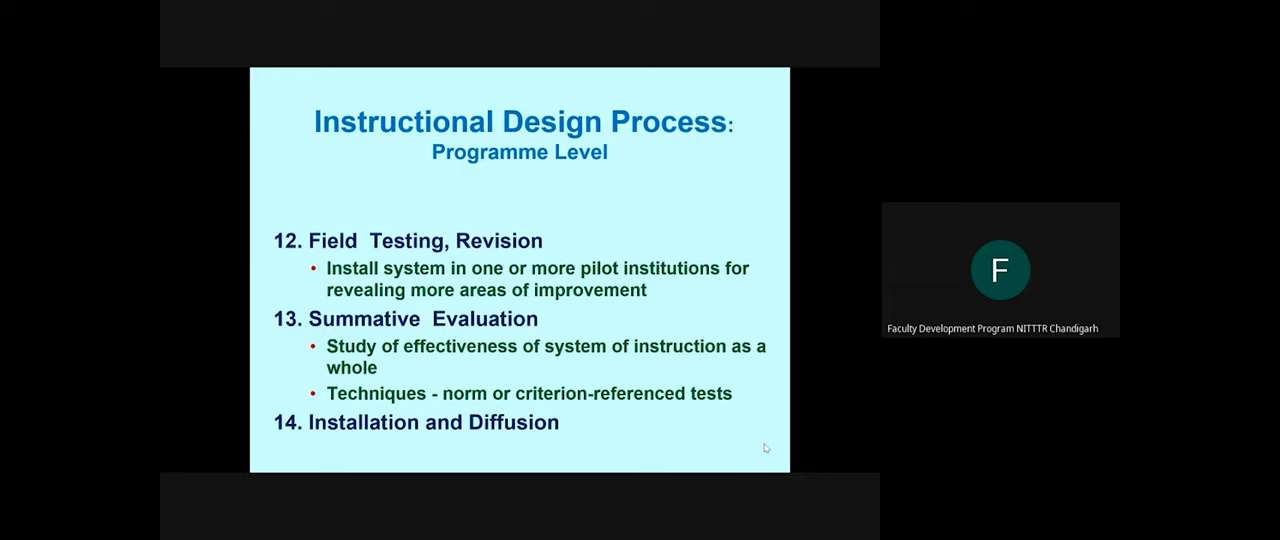 Instructional Design Process:
Programme Level
12. Field Testing, Revision
• Install system in one or more pilot institutions for
revealing more areas of improvement
13. Summative Evaluation
• Study of effectiveness of system of instruction as a
whole
• Techniques - norm or criterion-referenced tests
14. Installation and Diffusion
F
Faculty Development Program NITTTR Chandigarh